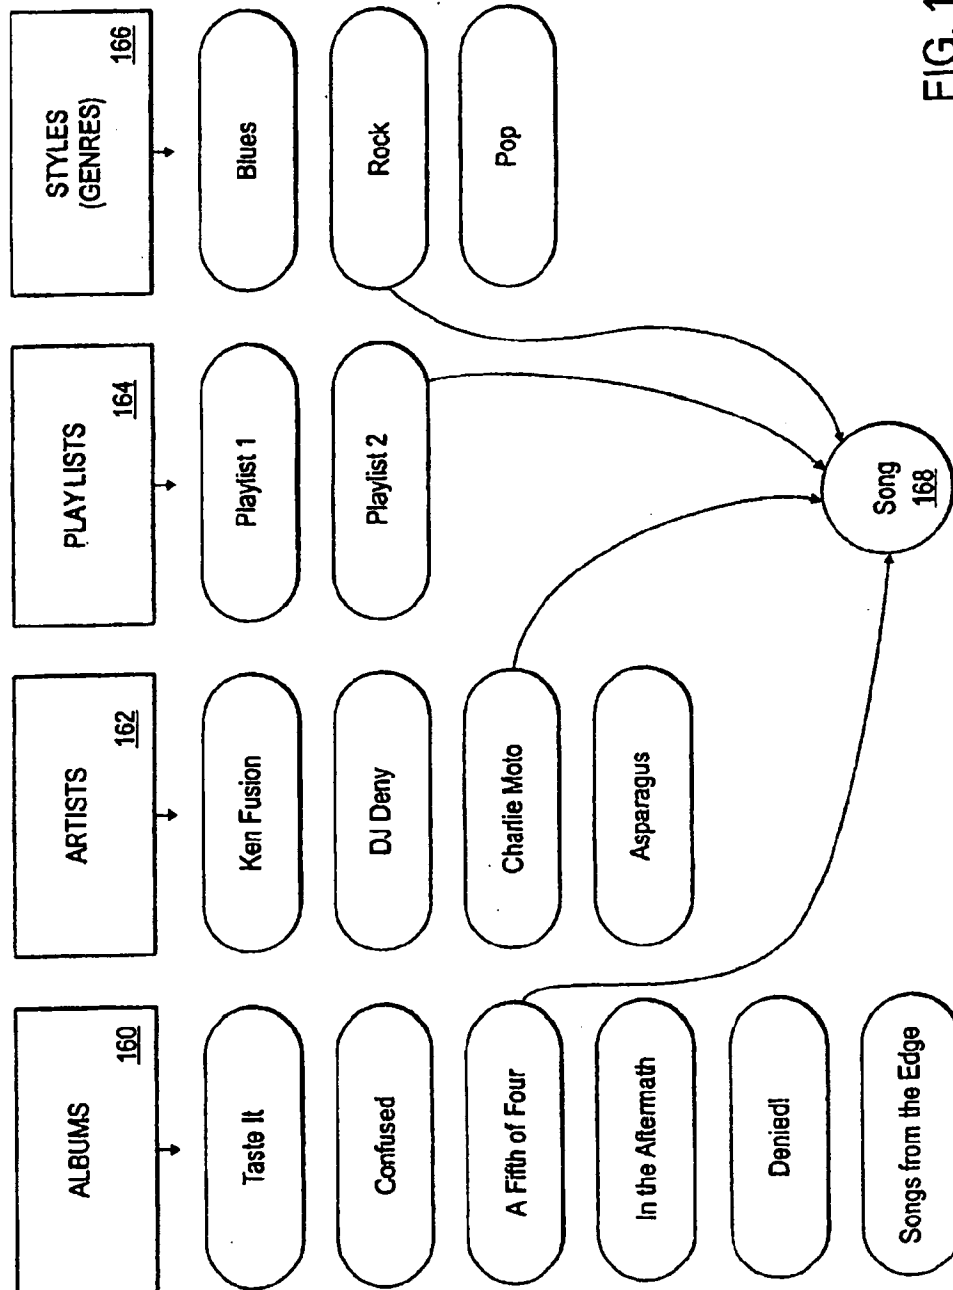 ALBUMS
160
Taste It
Confused
A Fifth of Four
In the Aftermath
Denied!
Songs from the Edge
ARTISTS
162
Ken Fusion
DJ Deny
Charlie Moto
Asparagus
PLAYLISTS
164
Playlist 1
Playlist 2
STYLES
(GENRES)
166
Blues
Rock
Pop
Song
168
FIG. 1